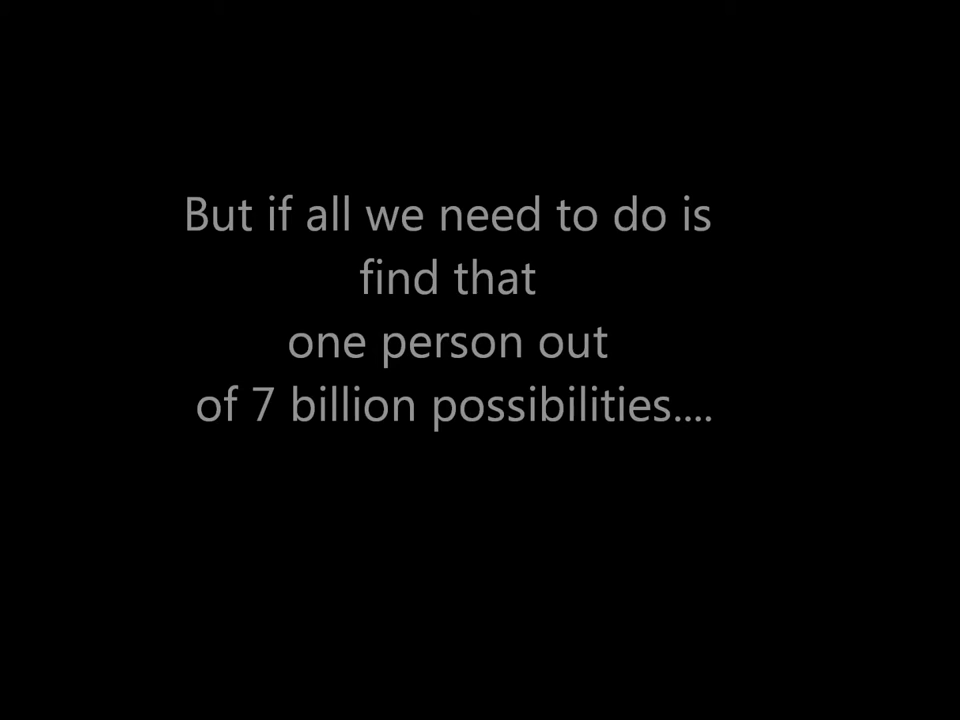 But if all we need to do is
find that
one person out
of 7 billion possibilities....